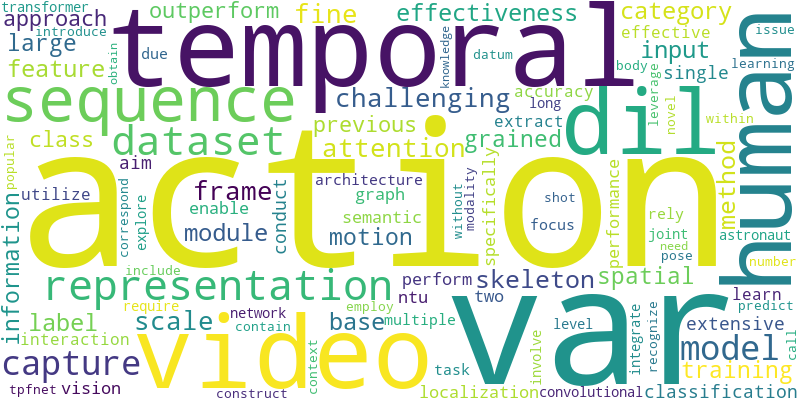 transformer
outperform
fine
effectiveness
category
approach
introduce
temporal
effective
issue
large
due
knowledge
datum
input
human
feature
obtain
body
single
learning
sequence
challenging
accuracy
dil
leverage
novel
within
long
extract
popular
class
dataset
previous
attention
grained
action
method
aim
frame
architecture
specifically
performance
utilize
correspond
explore
enable
conduct
graph
without
modality
shot
rely
semantic
focus
joint
astronaut
information
module
motion
need
pose
include
spatial
number
representation
perform
skeleton
ntu
two
var
learn
require
video
employ
predict
label
scale
network
base
multiple
level
integrate
recognize
extensive
call
interaction
contain
context
task
involve
model
capture
training
tpfnet
vision
construct
localization
convolutional
classification